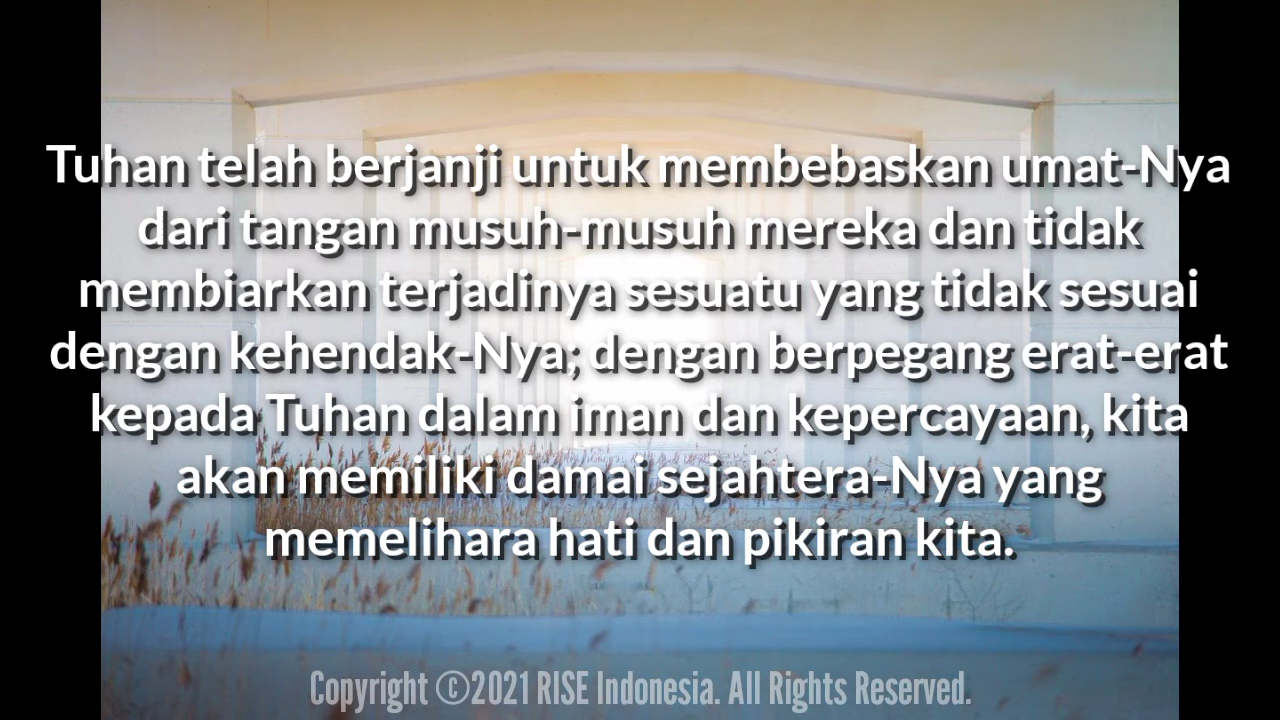 Tuhan telah berjanji untuk membebaskan umat-Nya
dari tangan musuh-musuh mereka dan tidak
membiarkan terjadinya sesuatu yang tidak sesuai
dengan kehendak-Nya; dengan berpegang erat-erat
kepada Tuhan dalam iman dan kepercayaan, kita
akan memiliki damai sejahtera-Nya yang
memelihara hati dan pikiran kita.
Copyright ©2021 RISE Indonesia. All Rights Reserved.